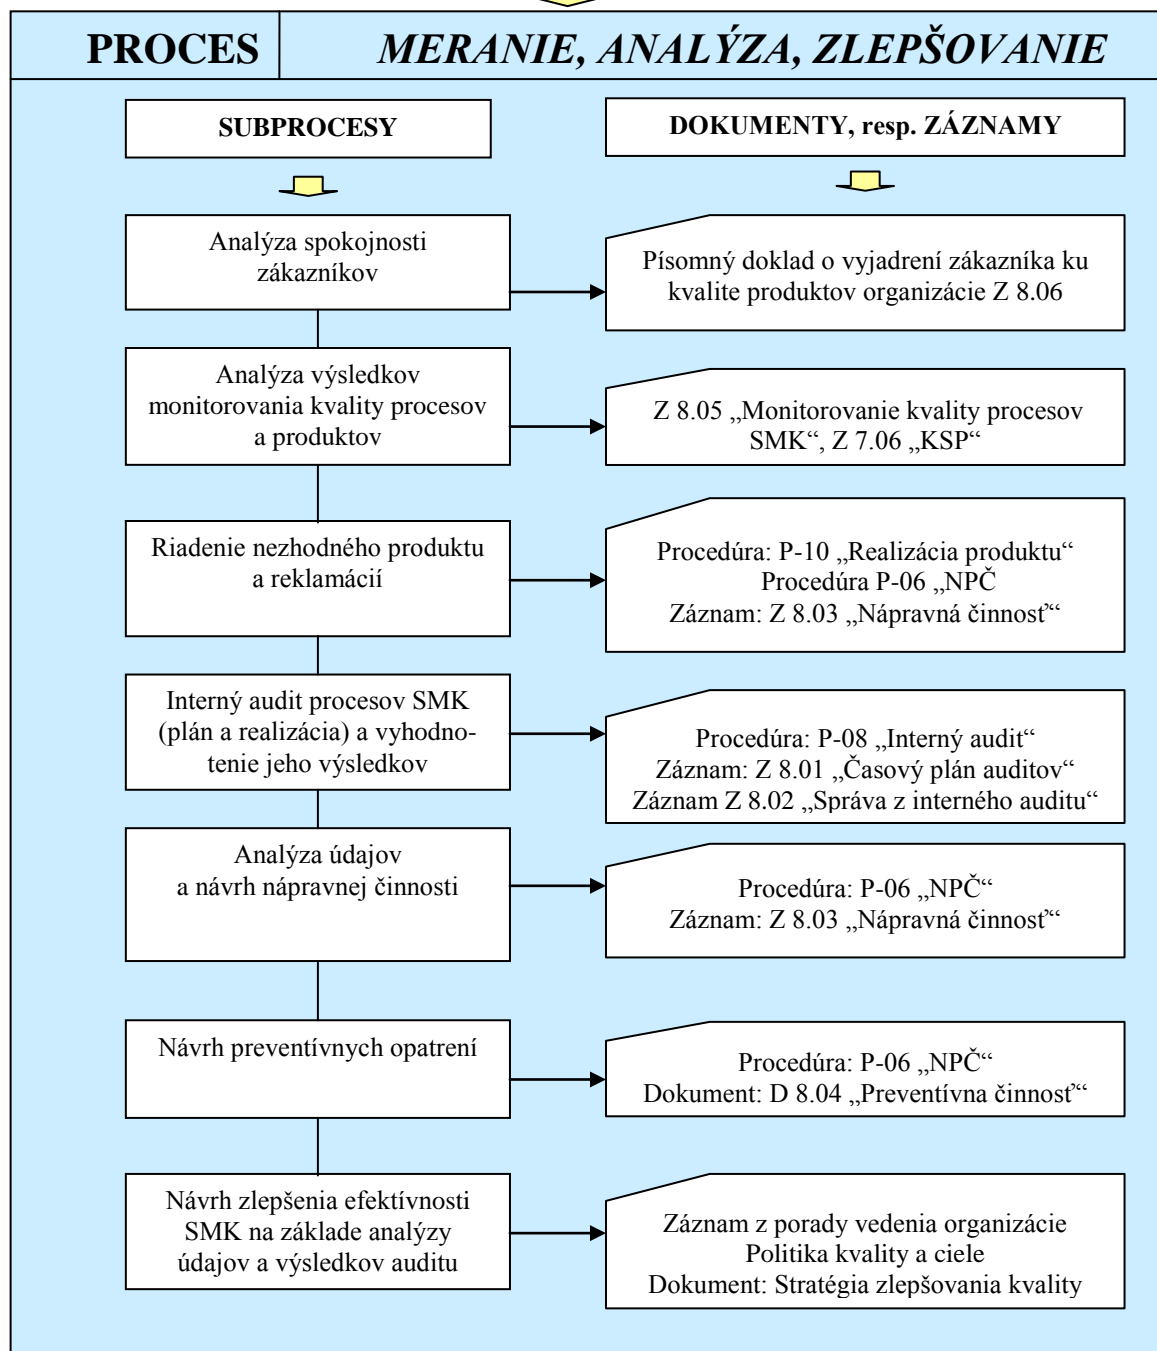 PROCES
MERANIE, ANALÝZA, ZLEPŠOVANIE
SUBPROCESY
DOKUMENTY, resp. ZÁZNAMY
Analýza spokojnosti
zákazníkov
Písomný doklad o vyjadrení zákazníka ku
kvalite produktov organizácie Z 8.06
Analýza výsledkov
monitorovania kvality procesov
a produktov
Z 8.05 „Monitorovanie kvality procesov
SMK“, Z 7.06 „KSP“
Riadenie nezhodného produktu
a reklamácií
Procedúra: P-10 „Realizácia produktu“
Procedúra P-06 „NPČ
Záznam: Z 8.03 „Nápravná činnosť“
Interný audit procesov SMK
(plán a realizácia) a vyhodno-
tenie jeho výsledkov
Procedúra: P-08 „Interný audit“
Záznam: Z 8.01 „Časový plán auditov“
Záznam Z 8.02 „Správa z interného auditu“
Analýza údajov
a návrh nápravnej činnosti
Procedúra: P-06 „NPČ“
Záznam: Z 8.03 „Nápravná činnosť“
Návrh preventívnych opatrení
Procedúra: P-06 „NPČ“
Dokument: D 8.04 „Preventívna činnosť“
Návrh zlepšenia efektívnosti
SMK na základe analýzy
údajov a výsledkov auditu
Záznam z porady vedenia organizácie
Politika kvality a ciele
Dokument: Stratégia zlepšovania kvality